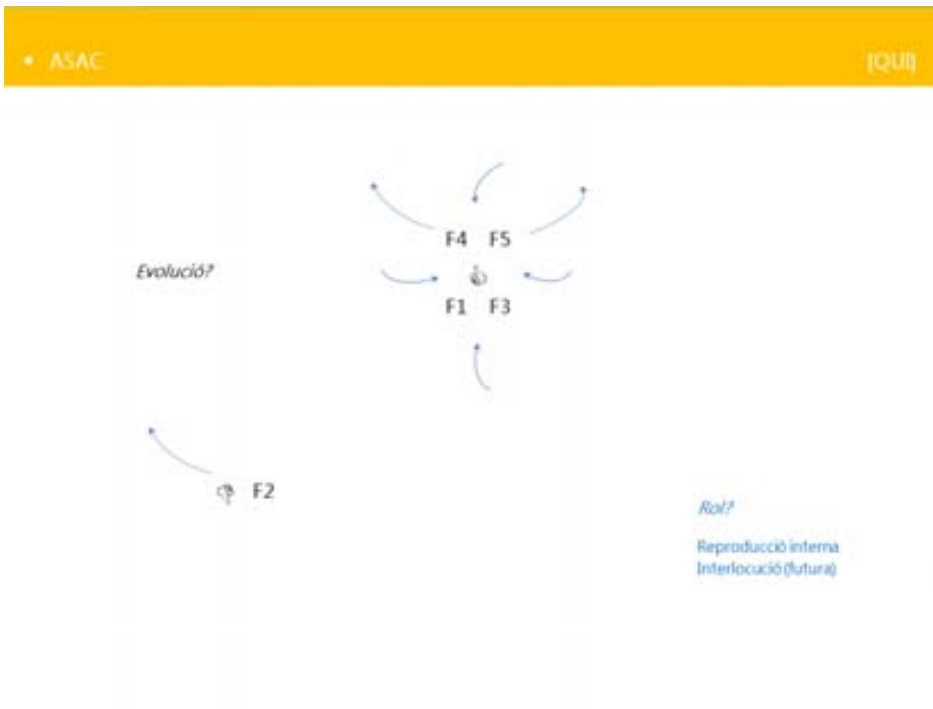 • ASAC
[QUI]
F4 F5
Evolució?
F1 F3
F2
Rol?
Reproducció interna
Interlocució (futura)